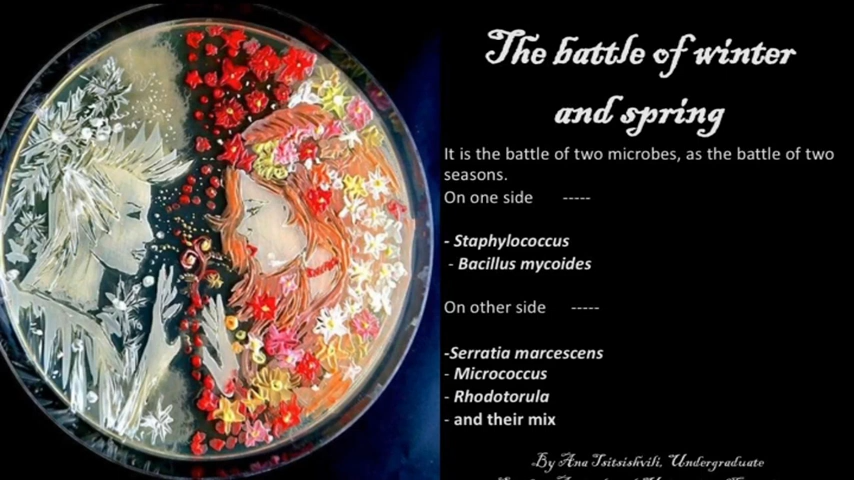 The battle of winter
and spring
It is the battle of two microbes, as the battle of two
seasons.
On one side -----
- Staphylococcus
- Bacillus mycoides
On other side -----
-Serratia marcescens
- Micrococcus
- Rhodotorula
- and their mix
By Ana Tsitsishvili, Undergraduate